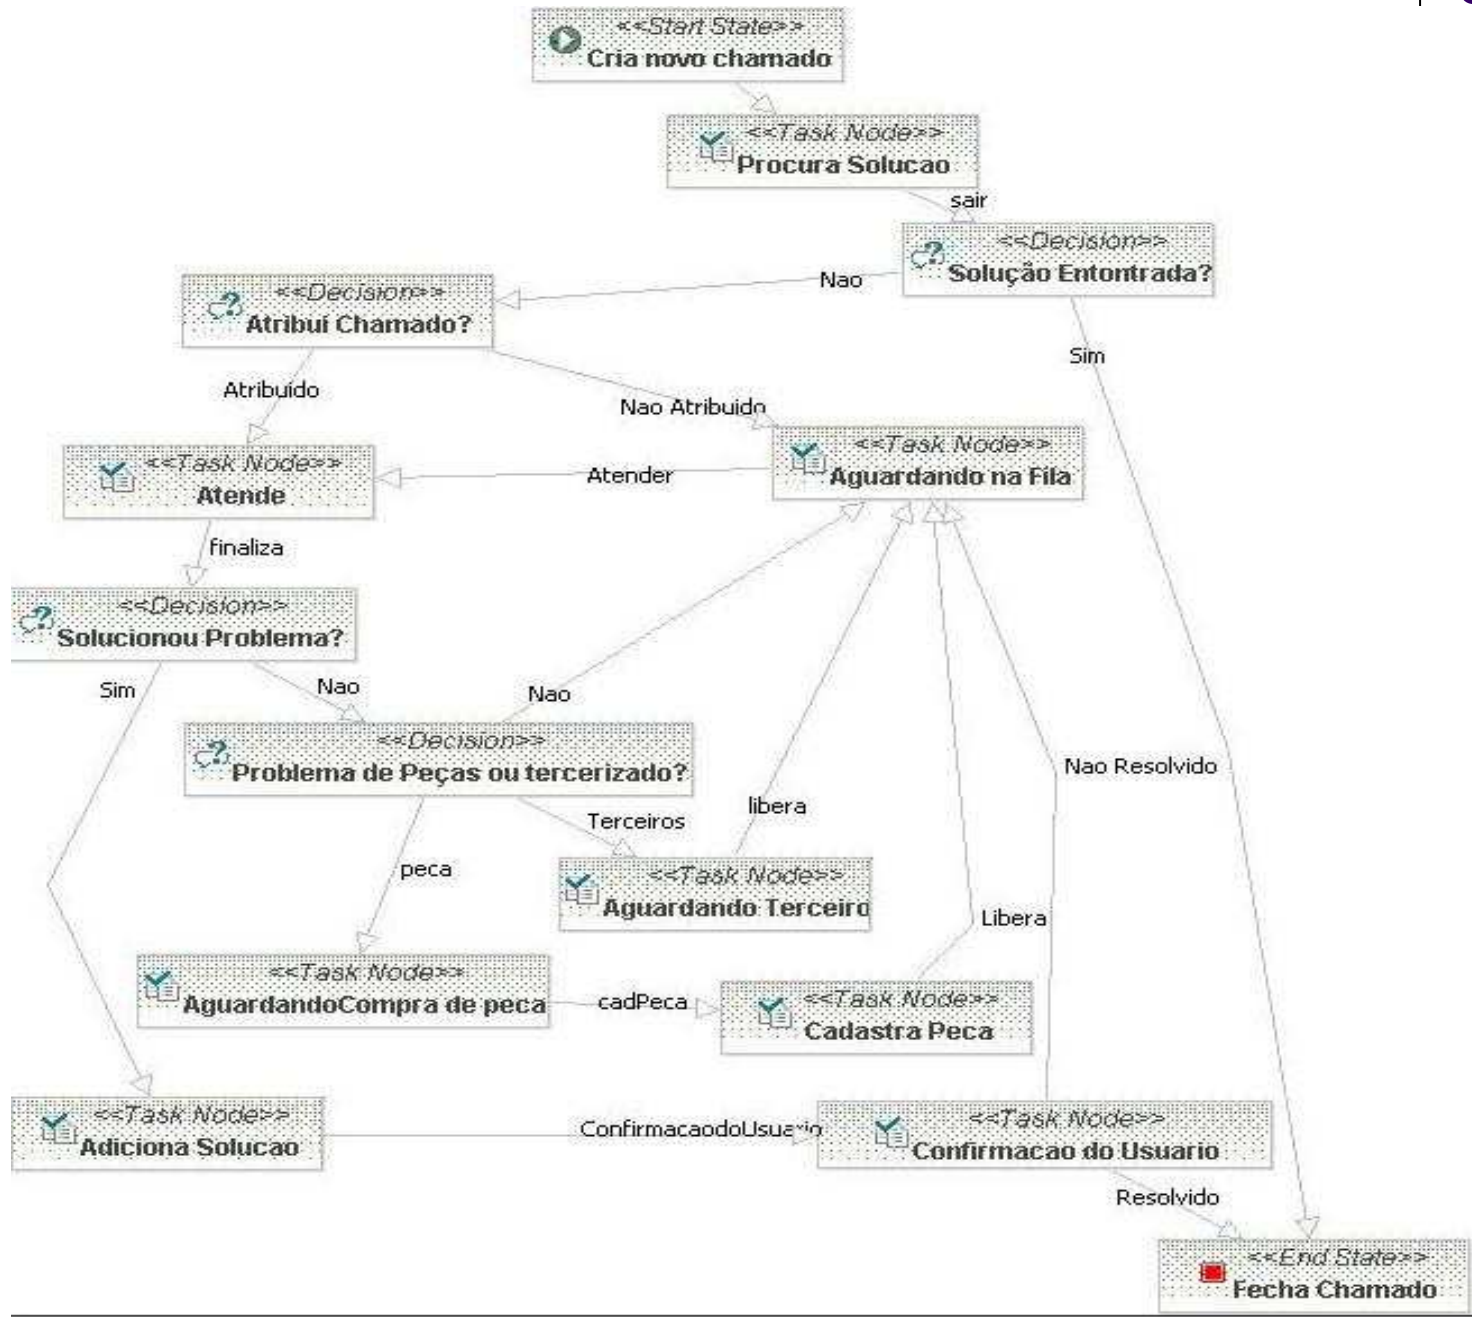 <<Start State>>
Cria novo chamado
<<Task Node>>
Procura Solucao
sair
<<Decision>>
Solução Entontrada?
Nao
<<Decision>>
Atribuí Chamado?
Sim
Atribuído
Nao Atribuido
<<Task Node>>
Aguardando na Fila
<<Task Node>>
Atende
Atender
finaliza
<<Decision>>
Solucionou Problema?
Sim
Nao
Nao
<<Decision>>
Problema de Peças ou tercerizado?
Nao Resolvido
libera
Terceiros
peca
<<Task Node>>
Aguardando Terceiro
Libera
<<Task Node>>
AguardandoCompra de peca
cadPeca
<<Task Node>>
Cadastra Peca
<<Task Node>>
Adiciona Solucao
ConfirmacaodoUsuario
<<Task Node>>
Confirmacao do Usuario
Resolvido
<<End State>>
Fecha Chamado